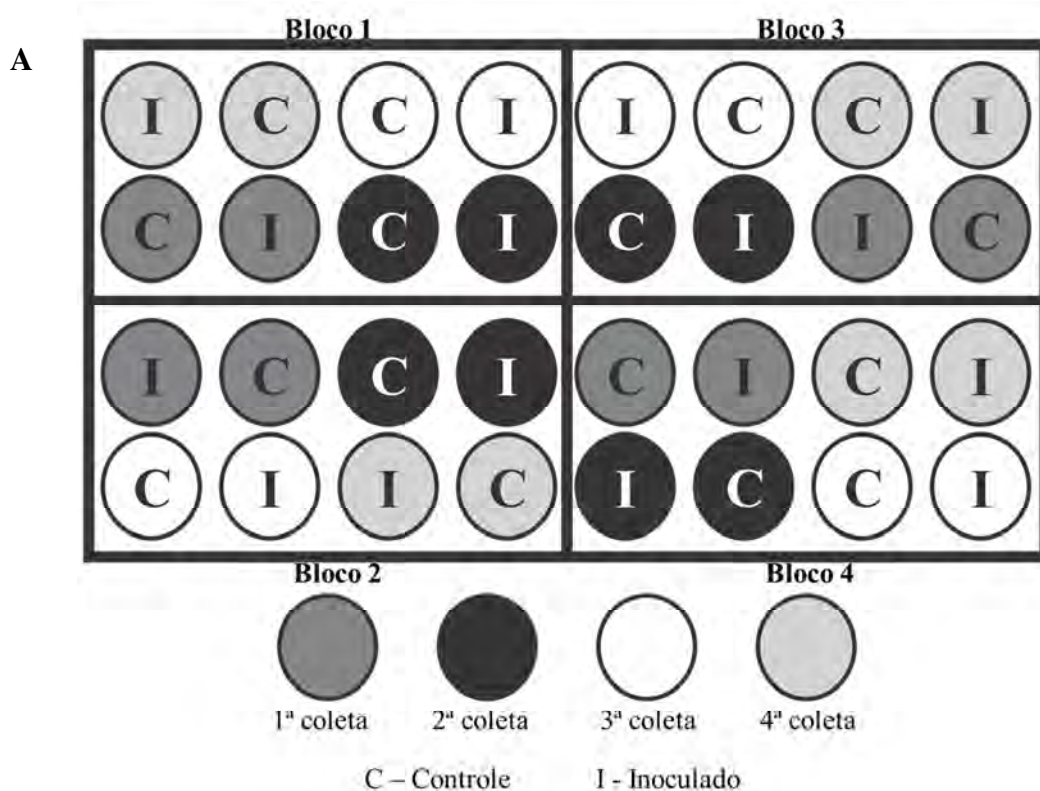 Bloco 1 Bloco 3
A
I C C I I C C I
C I C I C I I C
I C C I C I C I
C I I C I C C I
Bloco 2 Bloco 4
1ª coleta 2ª coleta 3ª coleta 4ª coleta
C – Controle I - Inoculado